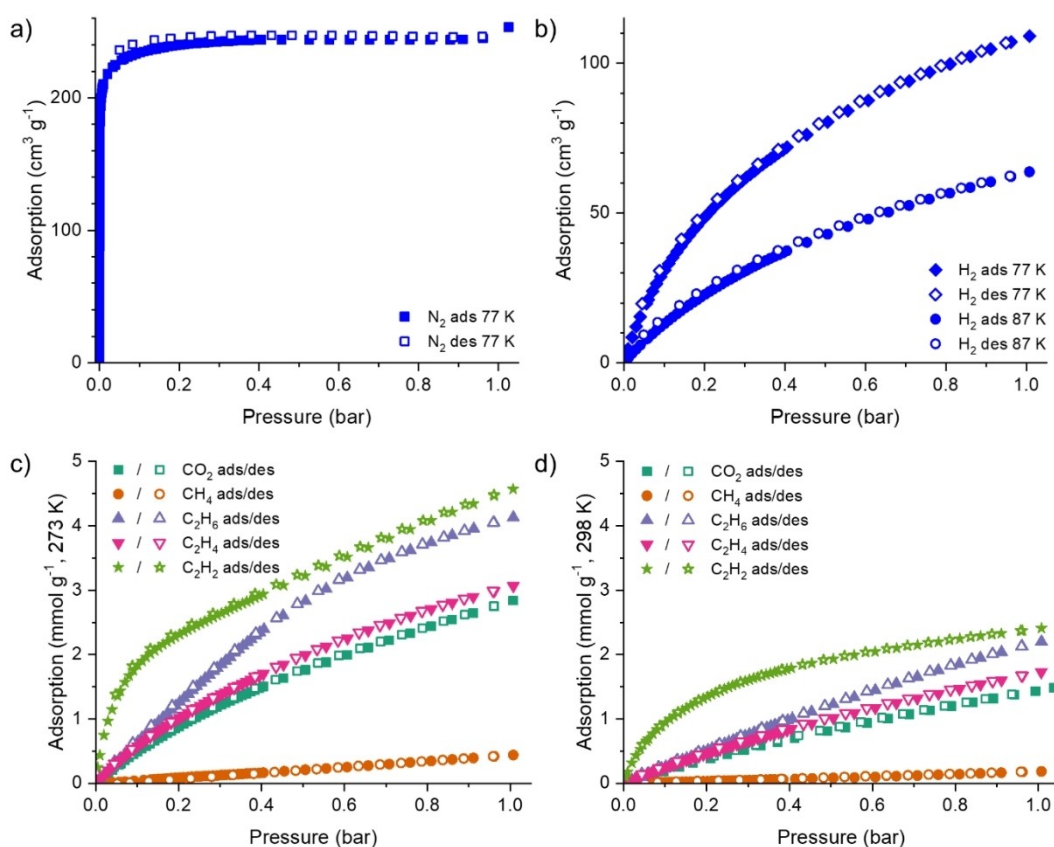 a)
Adsorption (cm³ g⁻¹)
200
100
0
0.0 0.2 0.4 0.6 0.8 1.0
Pressure (bar)
N₂ ads 77 K
N₂ des 77 K
b)
Adsorption (cm³ g⁻¹)
100
50
0
0.0 0.2 0.4 0.6 0.8 1.0
Pressure (bar)
H₂ ads 77 K
H₂ des 77 K
H₂ ads 87 K
H₂ des 87 K
c)
Adsorption (mmol g⁻¹, 273 K)
5
4
3
2
1
0
0.0 0.2 0.4 0.6 0.8 1.0
Pressure (bar)
/ CO₂ ads/des
/ CH₄ ads/des
/ C₂H₆ ads/des
/ C₂H₄ ads/des
/ C₂H₂ ads/des
d)
Adsorption (mmol g⁻¹, 298 K)
5
4
3
2
1
0
0.0 0.2 0.4 0.6 0.8 1.0
Pressure (bar)
/ CO₂ ads/des
/ CH₄ ads/des
/ C₂H₆ ads/des
/ C₂H₄ ads/des
/ C₂H₂ ads/des